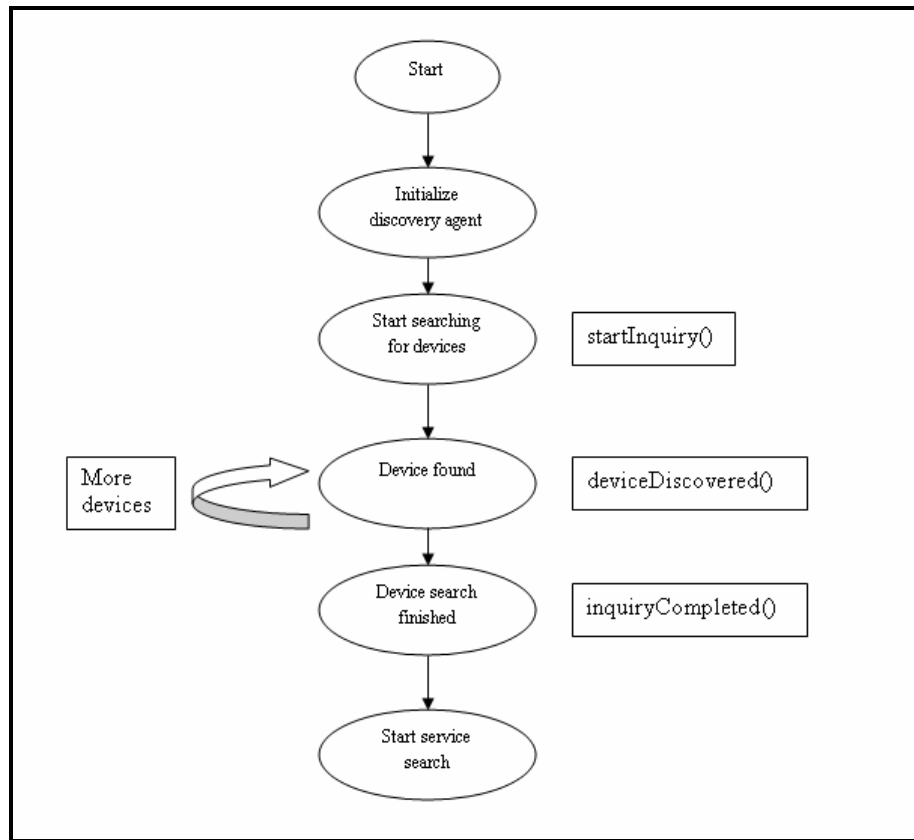 Start
Initialize
discovery agent
Start searching
for devices
startInquiry()
More
devices
Device found
deviceDiscovered()
Device search
finished
inquiryCompleted()
Start service
search